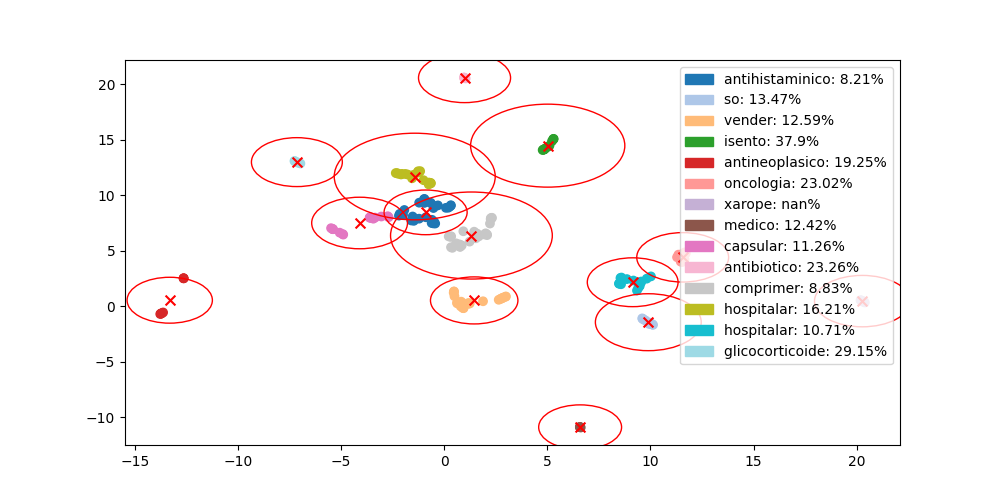 20
15
10
5
0
−5
−10
−15
−10
−5
0
5
10
15
20
antihistaminico: 8.21%
so: 13.47%
vender: 12.59%
isento: 37.9%
antineoplasico: 19.25%
oncologia: 23.02%
xarope: nan%
medico: 12.42%
capsular: 11.26%
antibiotico: 23.26%
comprimer: 8.83%
hospitalar: 16.21%
hospitalar: 10.71%
glicocorticoide: 29.15%